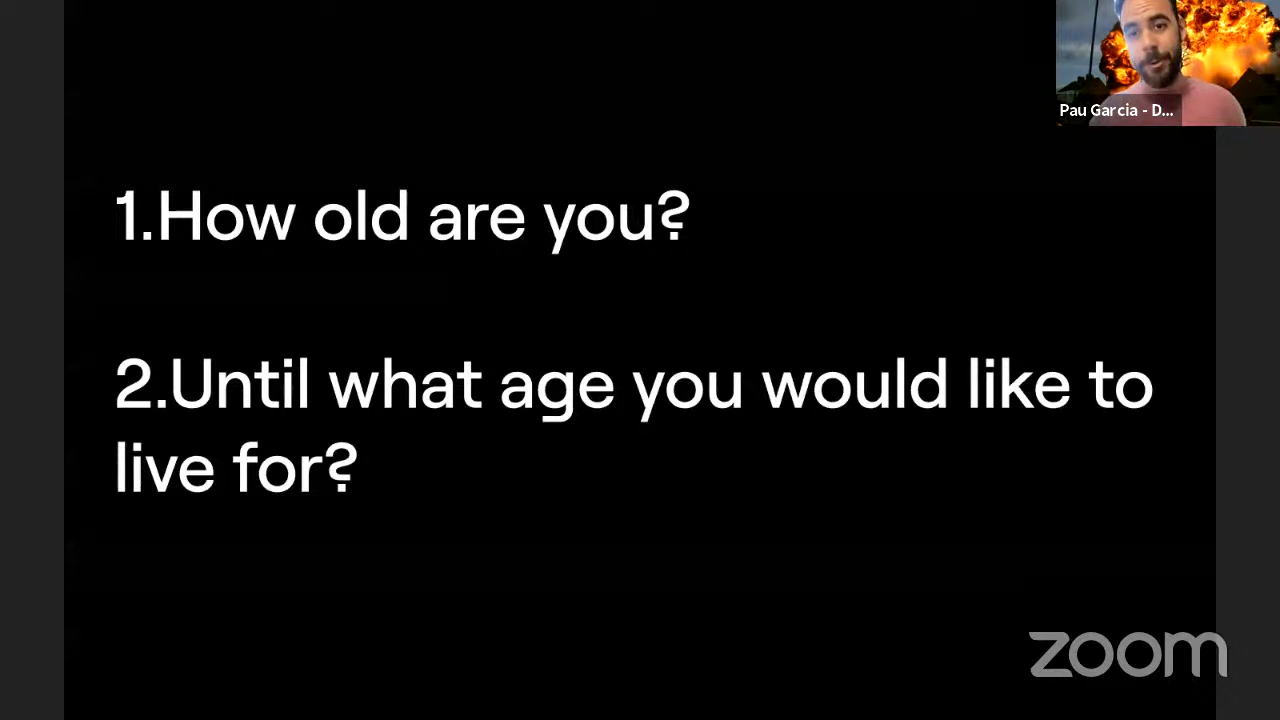 Pau Garcia - D...
1.How old are you?
2.Until what age you would like to
live for?
zoom